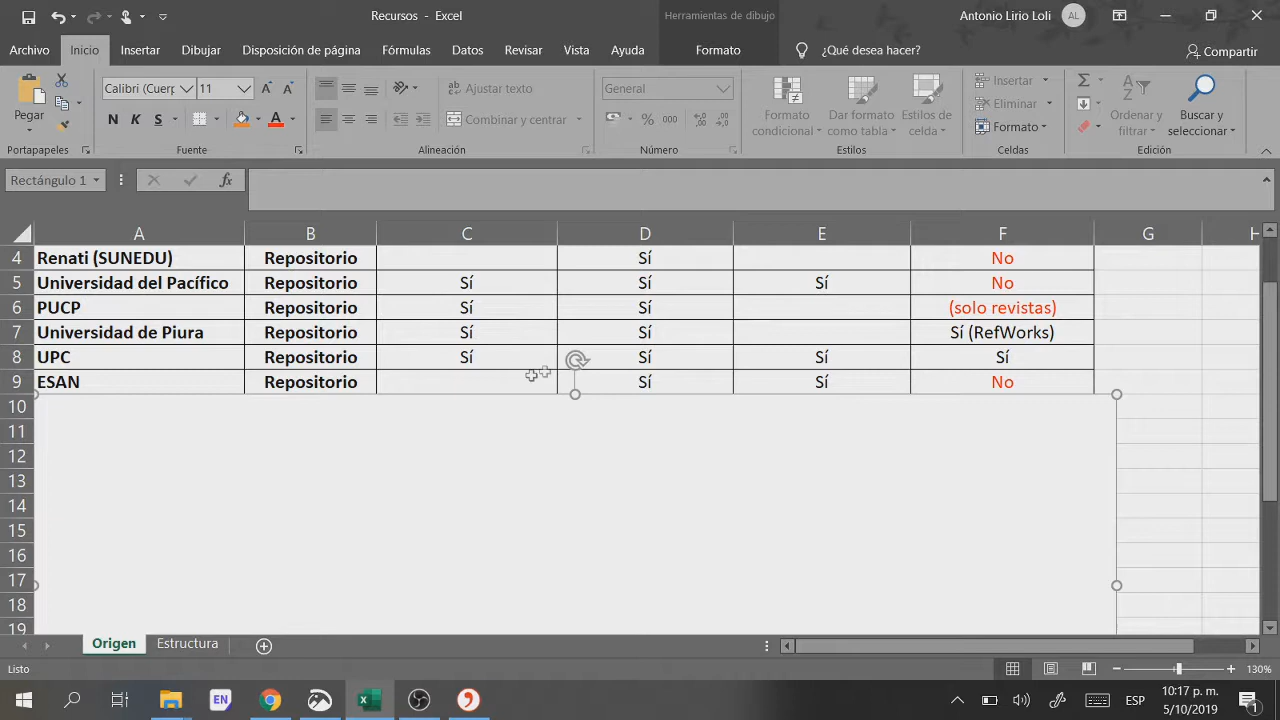 Recursos - Excel
Herramientas de dibujo
Antonio Lirio Loli
AL
Archivo Inicio Insertar Dibujar Disposición de página Fórmulas Datos Revisar Vista Ayuda Formato ¿Qué desea hacer? Compartir
Pegar
Calibri (Cuerp 11
N K S A
Ajustar texto
Combinar y centrar
General
% 000
Formato condicional
Dar formato como tabla
Estilos de celda
Insertar
Eliminar
Formato
Ordenar y filtrar
Buscar y seleccionar
Portapapeles Fuente Alineación Número Estilos Celdas Edición
Rectángulo 1 fx
A B C D E F G H
4 Renati (SUNEDU) Repositorio Sí No
5 Universidad del Pacífico Repositorio Sí Sí Sí No
6 PUCP Repositorio Sí Sí (solo revistas)
7 Universidad de Piura Repositorio Sí Sí Sí (RefWorks)
8 UPC Repositorio Sí Sí Sí Sí
9 ESAN Repositorio Sí Sí No
10
11
12
13
14
15
16
17
18
19
Origen Estructura
Listo 130%
EN
ESP
10:17 p. m.
5/10/2019
1